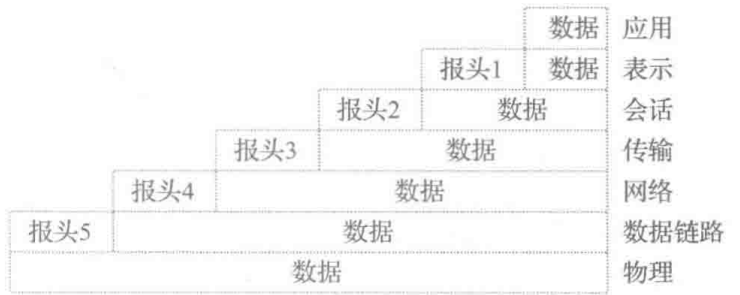 数据 应用
报头1 数据 表示
报头2 数据 会话
报头3 数据 传输
报头4 数据 网络
报头5 数据 数据链路
数据 物理